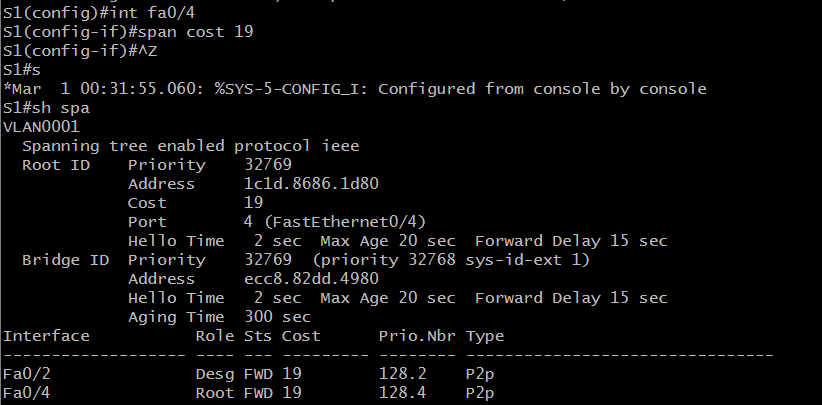 S1(config)#int fa0/4
S1(config-if)#span cost 19
S1(config-if)#^Z
S1#s
*Mar  1 00:31:55.060: %SYS-5-CONFIG_I: Configured from console by console
S1#sh spa
VLAN0001
  Spanning tree enabled protocol ieee
  Root ID    Priority    32769
             Address     1c1d.8686.1d80
             Cost        19
             Port        4 (FastEthernet0/4)
             Hello Time   2 sec  Max Age 20 sec  Forward Delay 15 sec
  Bridge ID  Priority    32769  (priority 32768 sys-id-ext 1)
             Address     ecc8.82dd.4980
             Hello Time   2 sec  Max Age 20 sec  Forward Delay 15 sec
             Aging Time  300 sec
Interface           Role Sts Cost      Prio.Nbr Type
------------------- ---- --- --------- -------- --------------------------------
Fa0/2               Desg FWD 19        128.2    P2p
Fa0/4               Root FWD 19        128.4    P2p